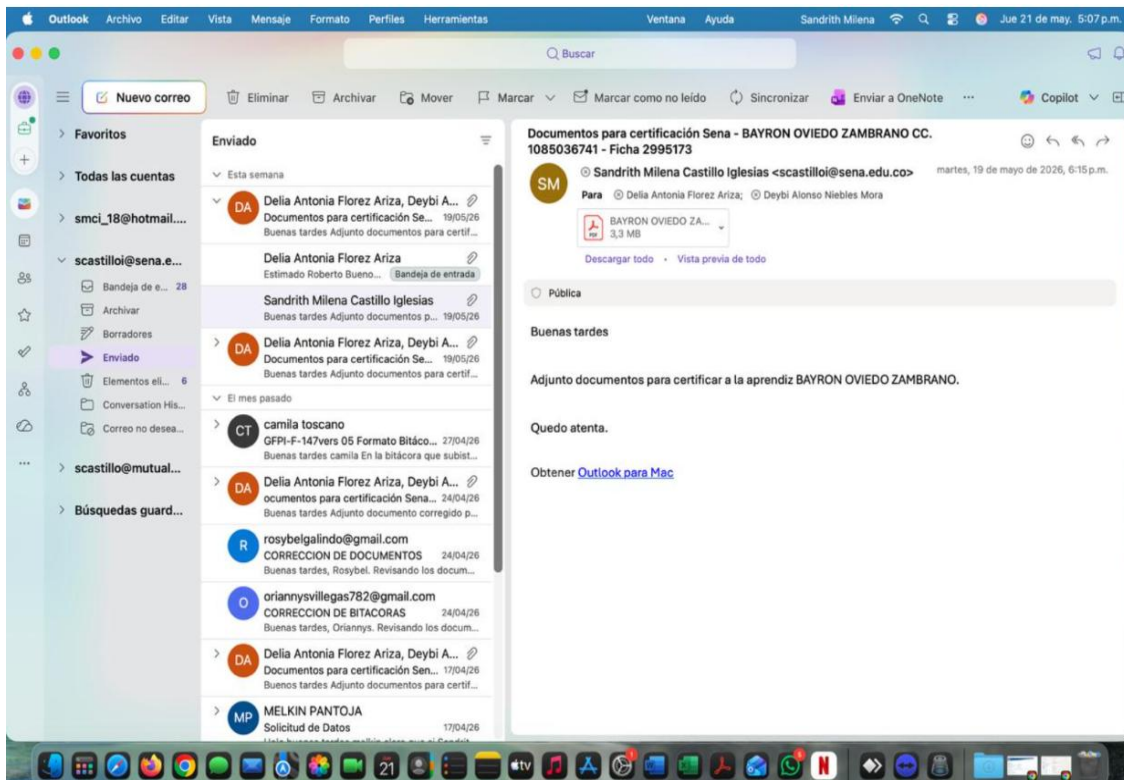 Outlook Archivo Editar Vista Mensaje Formato Perfiles Herramientas Ventana Ayuda Sandrith Milena Jue 21 de may. 5:07 p.m.
Buscar
Nuevo correo Eliminar Archivar Mover Marcar Marcar como no leído Sincronizar Enviar a OneNote ... Copilot
Favoritos
Todas las cuentas
smci_18@hotmail....
scastilloi@sena.e...
Bandeja de e... 28
Archivar
Borradores
Enviado
Elementos eli... 6
Conversation His...
Correo no desea...
scastillo@mutual...
Búsquedas guard...
Enviado
Esta semana
DA
Delia Antonia Florez Ariza, Deybi A...
Documentos para certificación Se... 19/05/26
Buenas tardes Adjunto documentos para certif...
Delia Antonia Florez Ariza
Estimado Roberto Bueno... Bandeja de entrada
Sandrith Milena Castillo Iglesias
Buenas tardes Adjunto documentos p... 19/05/26
DA
Delia Antonia Florez Ariza, Deybi A...
Documentos para certificación Se... 19/05/26
Buenas tardes Adjunto documentos para certif...
El mes pasado
CT
camila toscano
GFPI-F-147vers 05 Formato Bitáco... 27/04/26
Buenas tardes camila En la bitácora que subist...
DA
Delia Antonia Florez Ariza, Deybi A...
ocumentos para certificación Sena... 24/04/26
Buenas tardes Adjunto documento corregido p...
R
rosybelgalindo@gmail.com
CORRECCION DE DOCUMENTOS 24/04/26
Buenas tardes, Rosybel. Revisando los docum...
O
oriannysvillegas782@gmail.com
CORRECCION DE BITACORAS 24/04/26
Buenas tardes, Oriannys. Revisando los docum...
DA
Delia Antonia Florez Ariza, Deybi A...
Documentos para certificación Sen... 17/04/26
Buenos tardes Adjunto documentos para certif...
MP
MELKIN PANTOJA
Solicitud de Datos 17/04/26
Documentos para certificación Sena - BAYRON OVIEDO ZAMBRANO CC.
1085036741 - Ficha 2995173
SM
Sandrith Milena Castillo Iglesias <scastilloi@sena.edu.co> martes, 19 de mayo de 2026, 6:15 p.m.
Para Delia Antonia Florez Ariza; Deybi Alonso Niebles Mora
PDF
BAYRON OVIEDO ZA...
3,3 MB
Descargar todo · Vista previa de todo
Pública
Buenas tardes
Adjunto documentos para certificar a la aprendiz BAYRON OVIEDO ZAMBRANO.
Quedo atenta.
Obtener Outlook para Mac
21 tv N